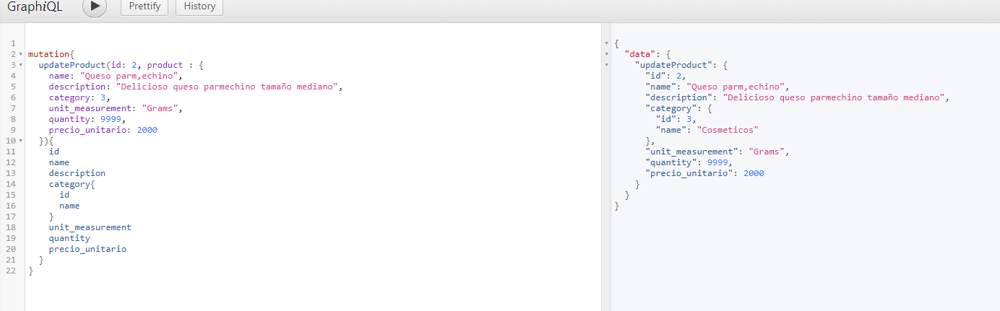 GraphiQL
Prettify
History
1
2 mutation{
3 updateProduct(id: 2, product : {
4 name: "Queso parm,echino",
5 description: "Delicioso queso parmechino tamaño mediano",
6 category: 3,
7 unit_measurement: "Grams",
8 quantity: 9999,
9 precio_unitario: 2000
10 }){
11 id
12 name
13 description
14 category{
15 id
16 name
17 }
18 unit_measurement
19 quantity
20 precio_unitario
21 }
22 }
{
"data": {
"updateProduct": {
"id": 2,
"name": "Queso parm,echino",
"description": "Delicioso queso parmechino tamaño mediano",
"category": {
"id": 3,
"name": "Cosmeticos"
},
"unit_measurement": "Grams",
"quantity": 9999,
"precio_unitario": 2000
}
}
}